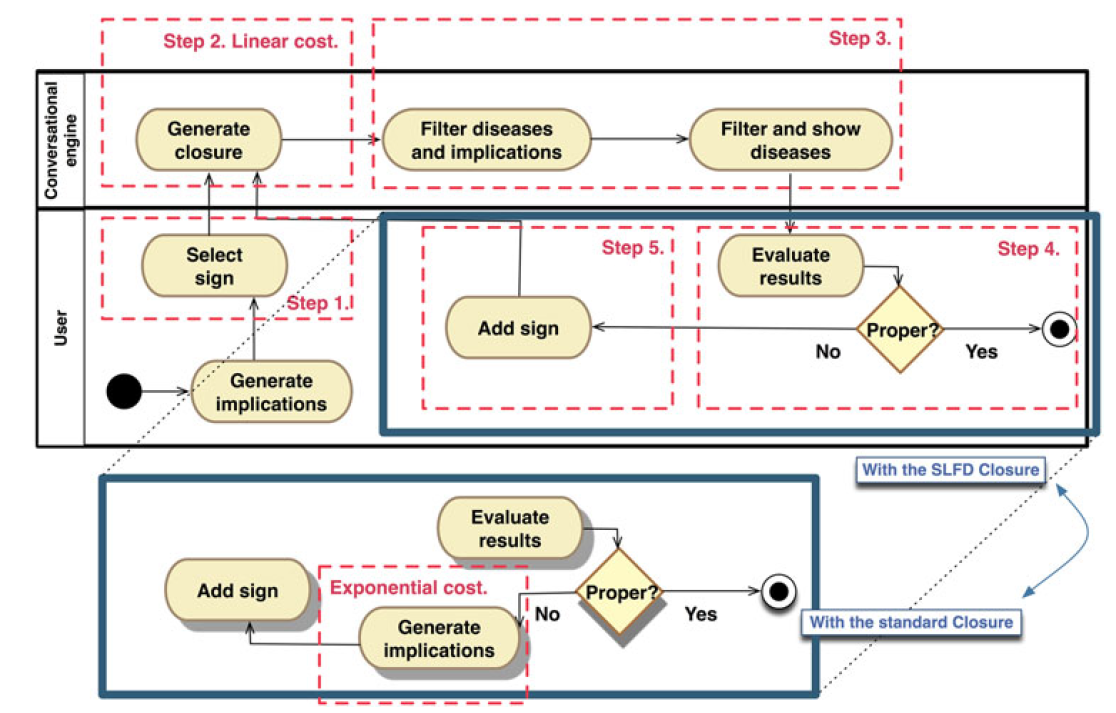 Step 2. Linear cost.
Step 3.
Conversational
engine
Generate
closure
Filter diseases
and implications
Filter and show
diseases
User
Select
sign
Step 1.
Generate
implications
Step 5.
Add sign
Evaluate
results
Step 4.
Proper?
No
Yes
With the SLFD Closure
Evaluate
results
Add sign
Exponential cost.
Proper?
No
Yes
Generate
implications
With the standard Closure